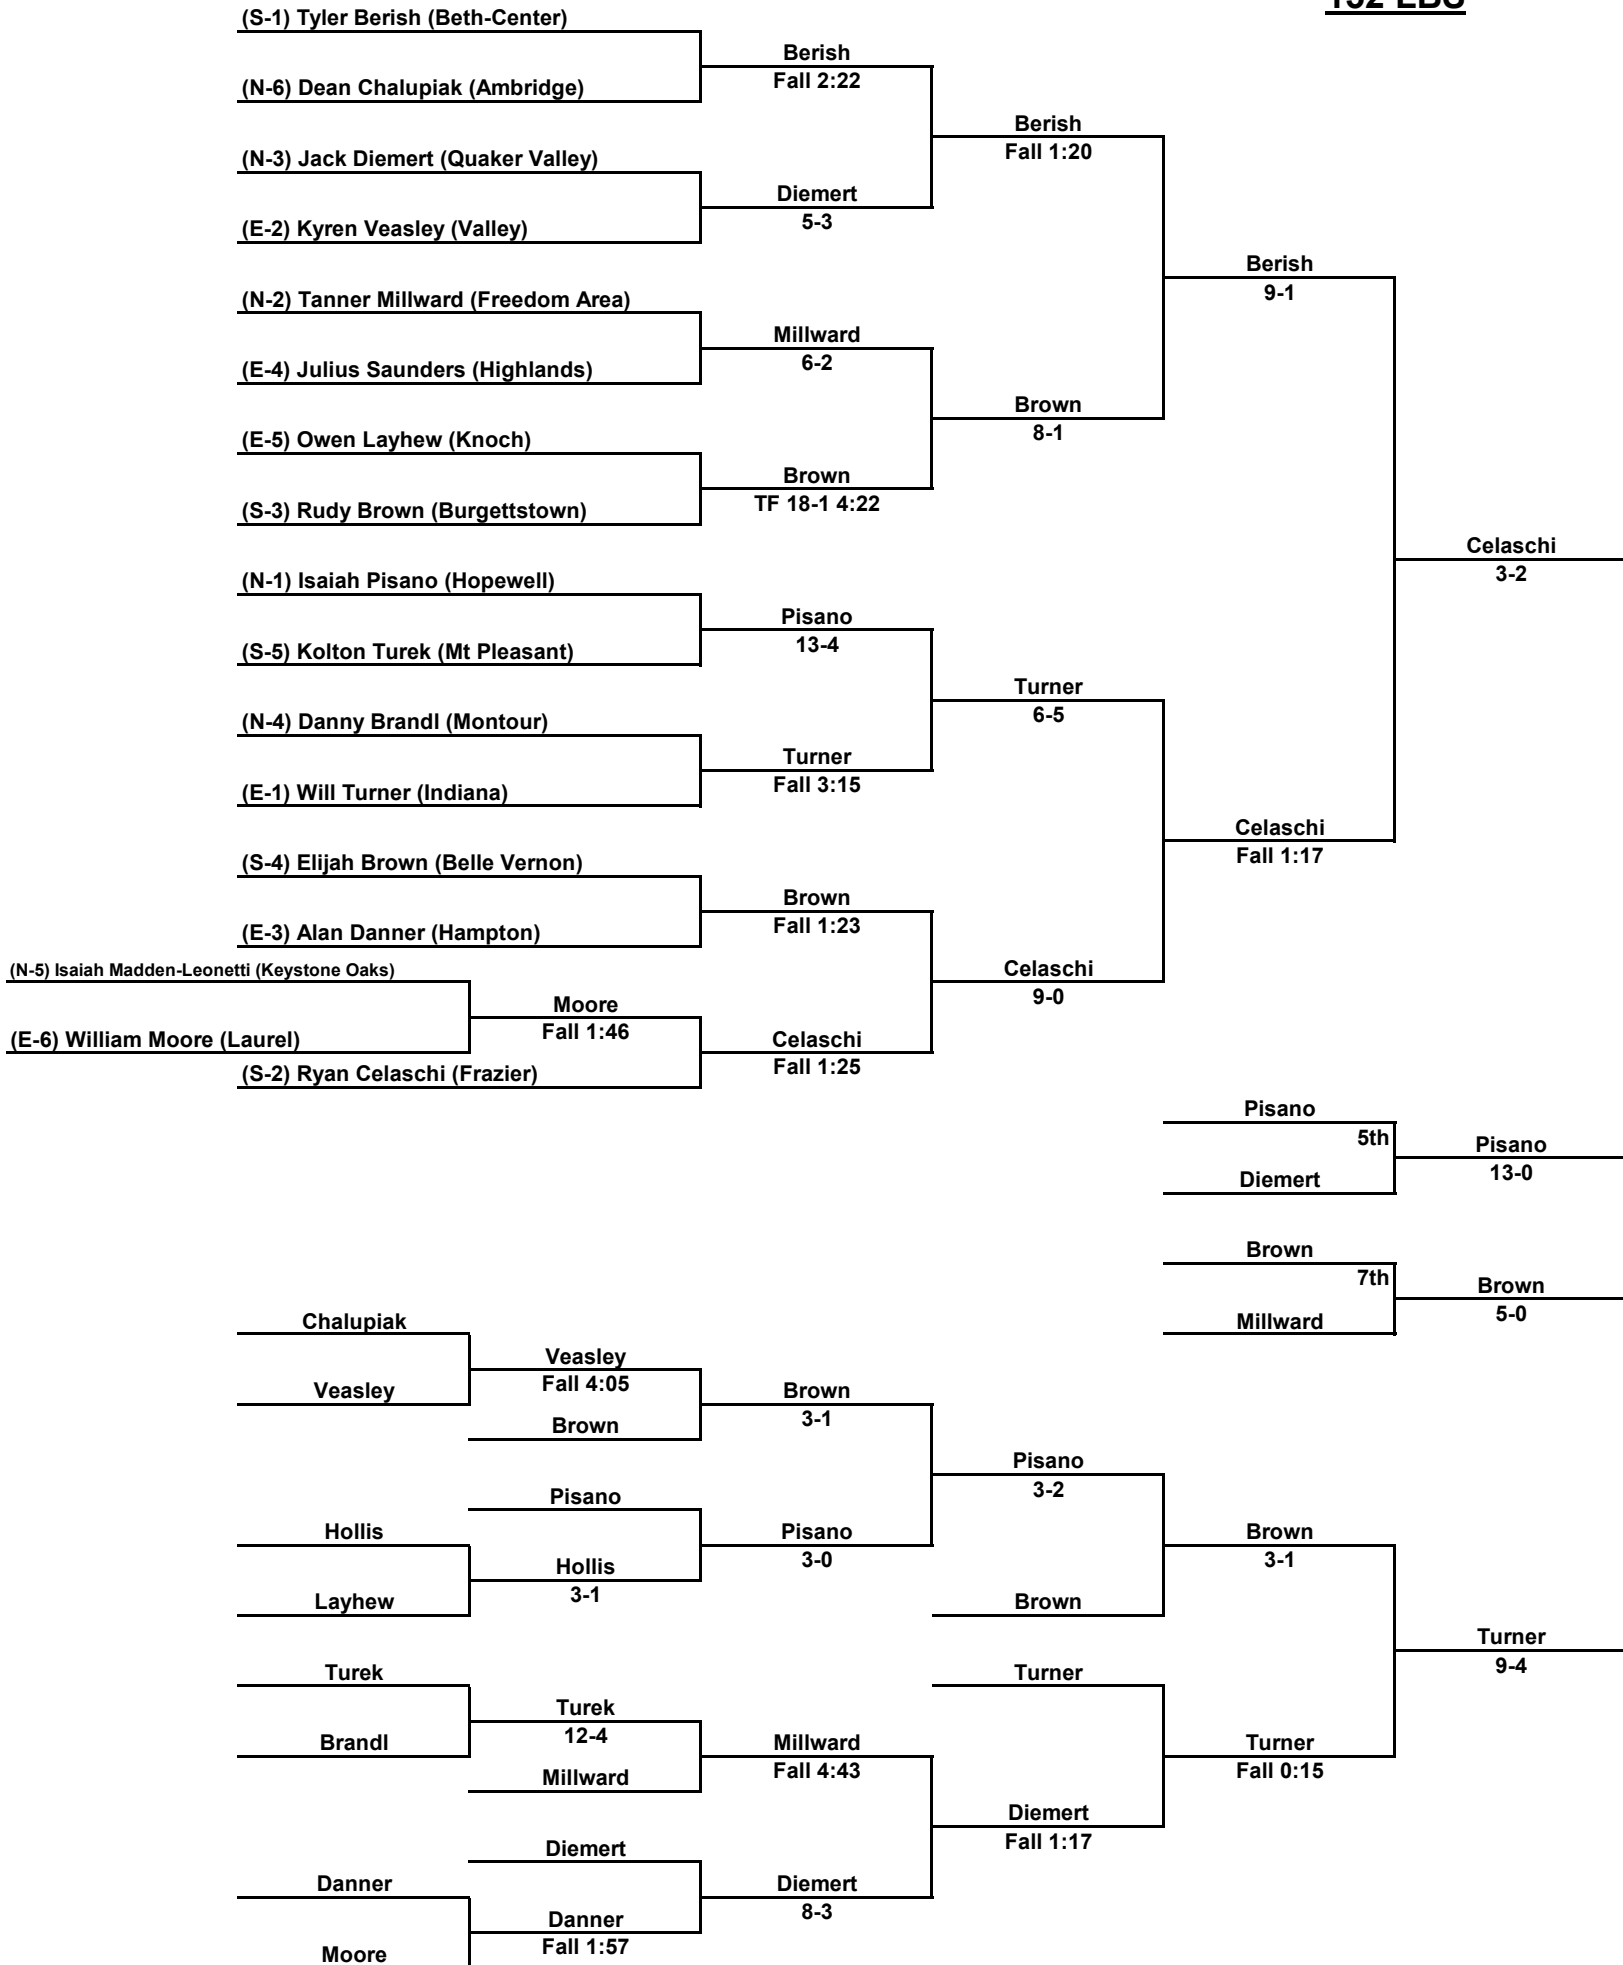 152 LBS
(S-1) Tyler Berish (Beth-Center)
Berish
Fall 2:22
(N-6) Dean Chalupiak (Ambridge)
Berish
Fall 1:20
(N-3) Jack Diemert (Quaker Valley)
Diemert
5-3
(E-2) Kyren Veasley (Valley)
Berish
9-1
(N-2) Tanner Millward (Freedom Area)
Millward
6-2
(E-4) Julius Saunders (Highlands)
Brown
8-1
(E-5) Owen Layhew (Knoch)
Brown
TF 18-1 4:22
(S-3) Rudy Brown (Burgettstown)
Celaschi
3-2
(N-1) Isaiah Pisano (Hopewell)
Pisano
13-4
(S-5) Kolton Turek (Mt Pleasant)
Turner
6-5
(N-4) Danny Brandl (Montour)
Turner
Fall 3:15
(E-1) Will Turner (Indiana)
Celaschi
Fall 1:17
(S-4) Elijah Brown (Belle Vernon)
Brown
Fall 1:23
(E-3) Alan Danner (Hampton)
(N-5) Isaiah Madden-Leonetti (Keystone Oaks)
Celaschi
9-0
Moore
Fall 1:46
(E-6) William Moore (Laurel)
Celaschi
Fall 1:25
(S-2) Ryan Celaschi (Frazier)
Pisano
5th
Pisano
13-0
Diemert
Brown
7th
Brown
5-0
Millward
Chalupiak
Veasley
Fall 4:05
Veasley
Brown
3-1
Brown
Pisano
3-2
Pisano
Hollis
Pisano
3-0
Brown
3-1
Hollis
3-1
Layhew
Brown
Turner
9-4
Turek
Turner
Turek
12-4
Brandl
Millward
Fall 4:43
Turner
Fall 0:15
Millward
Diemert
Fall 1:17
Diemert
Danner
Diemert
8-3
Danner
Fall 1:57
Moore